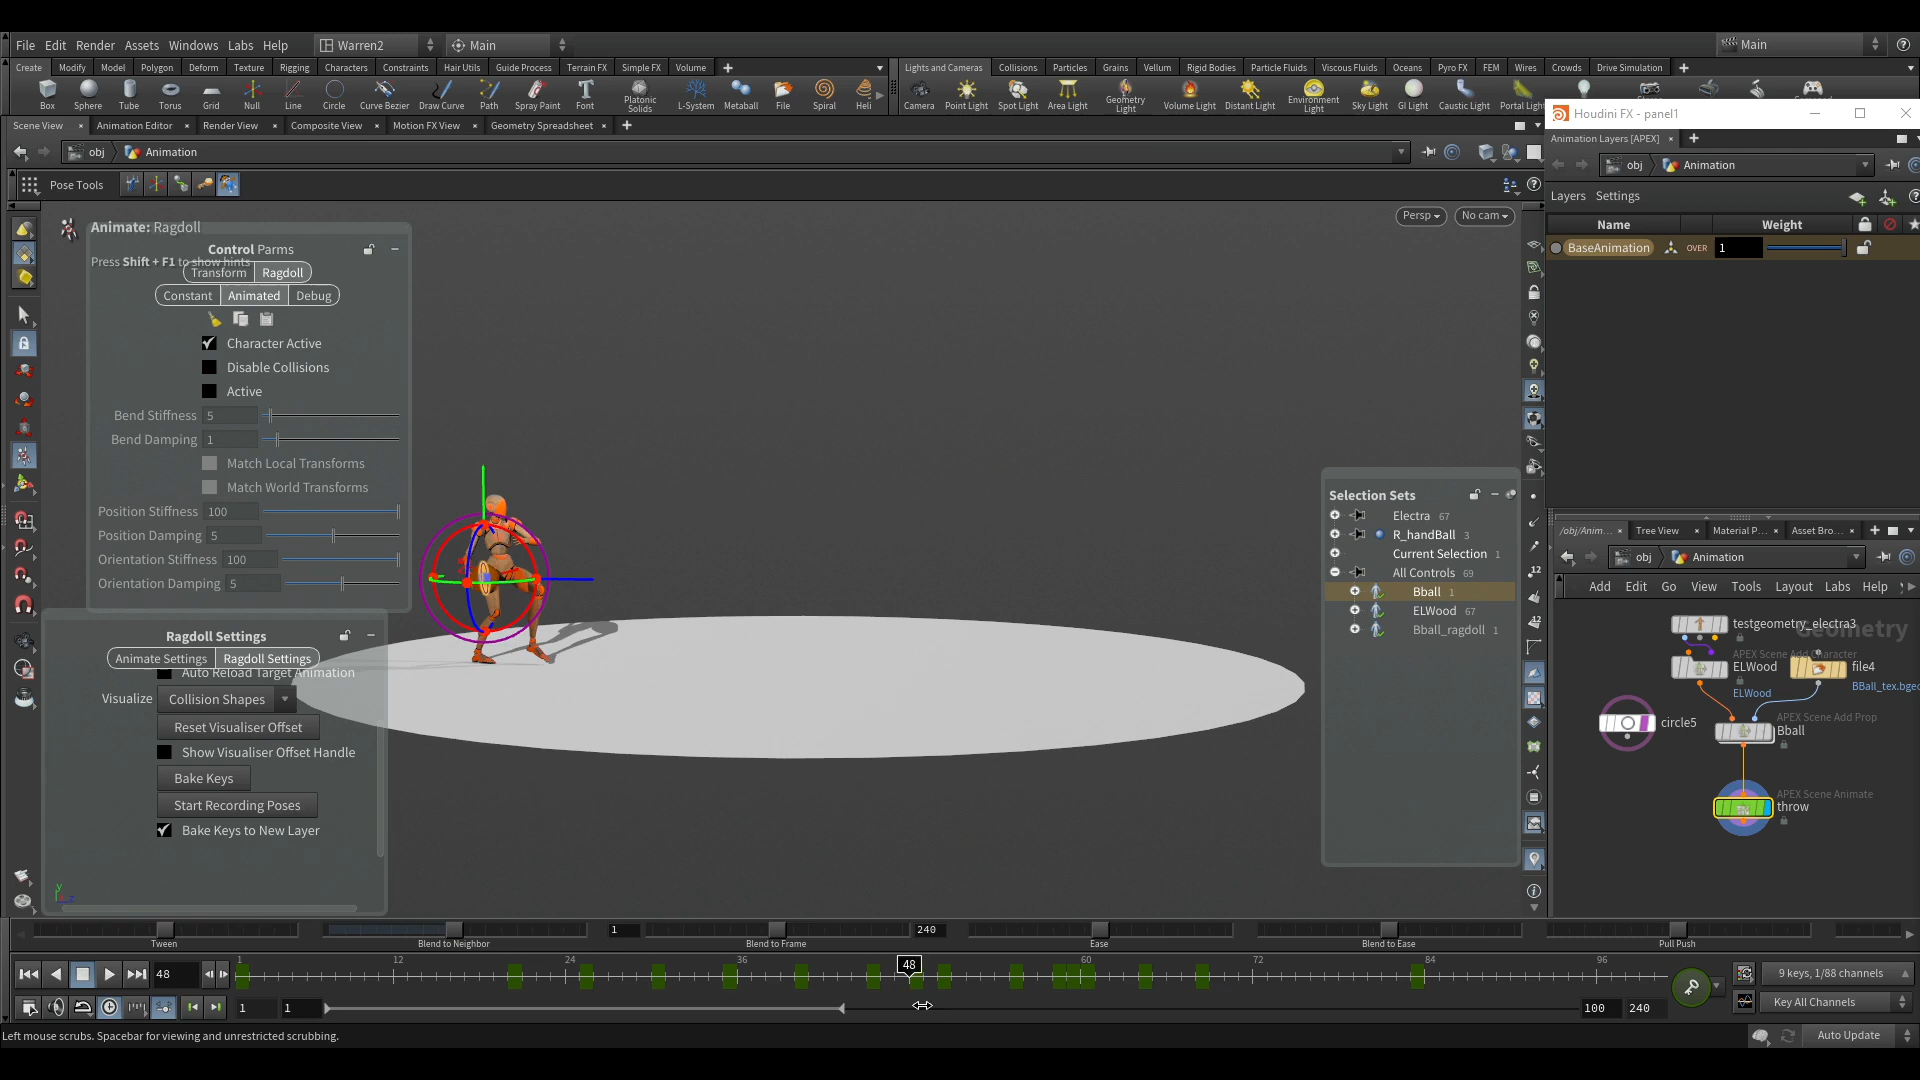 File Edit Render Assets Windows Labs Help Warren2 Main Main
Create Modify Model Polygon Deform Texture Rigging Characters Constraints Hair Utils Guide Process Terrain FX Simple FX Volume
Lights and Cameras Collisions Particles Grains Vellum Rigid Bodies Particle Fluids Viscous Fluids Oceans Pyro FX FEM Wires Crowds Drive Simulation
Box Sphere Tube Torus Grid Null Line Circle Curve Bezier Draw Curve Path Spray Paint Font Platonic Solids L-System Metaball File Spiral Heli
Camera Point Light Spot Light Area Light Geometry Light Volume Light Distant Light Environment Light Sky Light GI Light Caustic Light Portal Light
Scene View Animation Editor Render View Composite View Motion FX View Geometry Spreadsheet
obj Animation
Pose Tools
Persp No cam
Animate: Ragdoll
Control Parms
Press Shift + F1 to show hints
Transform Ragdoll
Constant Animated Debug
Character Active
Disable Collisions
Active
Bend Stiffness 5
Bend Damping 1
Match Local Transforms
Match World Transforms
Position Stiffness 100
Position Damping 5
Orientation Stiffness 100
Orientation Damping 5
Ragdoll Settings
Animate Settings Ragdoll Settings
Auto Reload Target Animation
Visualize Collision Shapes
Reset Visualiser Offset
Show Visualiser Offset Handle
Bake Keys
Start Recording Poses
Bake Keys to New Layer
y
z
Selection Sets
Electra 67
R_handBall 3
Current Selection 1
All Controls 69
Bball 1
ELWood 67
Bball_ragdoll 1
Houdini FX - panel1
Animation Layers [APEX]
obj Animation
Layers Settings
Name Weight
BaseAnimation OVER 1
/obj/Anim... Tree View Material P... Asset Bro...
obj Animation
Add Edit Go View Tools Layout Labs Help
Geometry
testgeometry_electra3
APEX Scene Add Character
ELWood
file4
ELWood
BBall_tex.bgeo
circle5
APEX Scene Add Prop
Bball
APEX Scene Animate
throw
1 240
Tween Blend to Neighbor Blend to Frame Ease Blend to Ease Pull Push
48 1 12 24 36 48 60 72 84 96
9 keys, 1/88 channels
1 1 100 240
Key All Channels
Left mouse scrubs. Spacebar for viewing and unrestricted scrubbing.
Auto Update